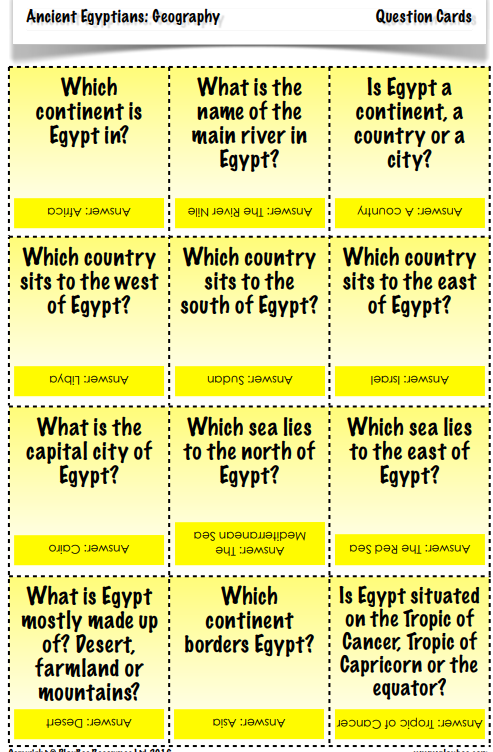 Ancient Egyptians: Geography
Question Cards
Which
continent is
Egypt in?
Answer: Africa
What is the
name of the
main river in
Egypt?
Answer: The River Nile
Is Egypt a
continent, a
country or a
city?
Answer: A country
Which country
sits to the west
of Egypt?
Answer: Libya
Which country
sits to the
south of Egypt?
Answer: Sudan
Which country
sits to the east
of Egypt?
Answer: Israel
What is the
capital city of
Egypt?
Answer: Cairo
Which sea lies
to the north of
Egypt?
Answer: The
Mediterranean Sea
Which sea lies
to the east of
Egypt?
Answer: The Red Sea
What is Egypt
mostly made up
of? Desert,
farmland or
mountains?
Answer: Desert
Which
continent
borders Egypt?
Answer: Asia
Is Egypt situated
on the Tropic of
Cancer, Tropic of
Capricorn or the
equator?
Answer: Tropic of Cancer